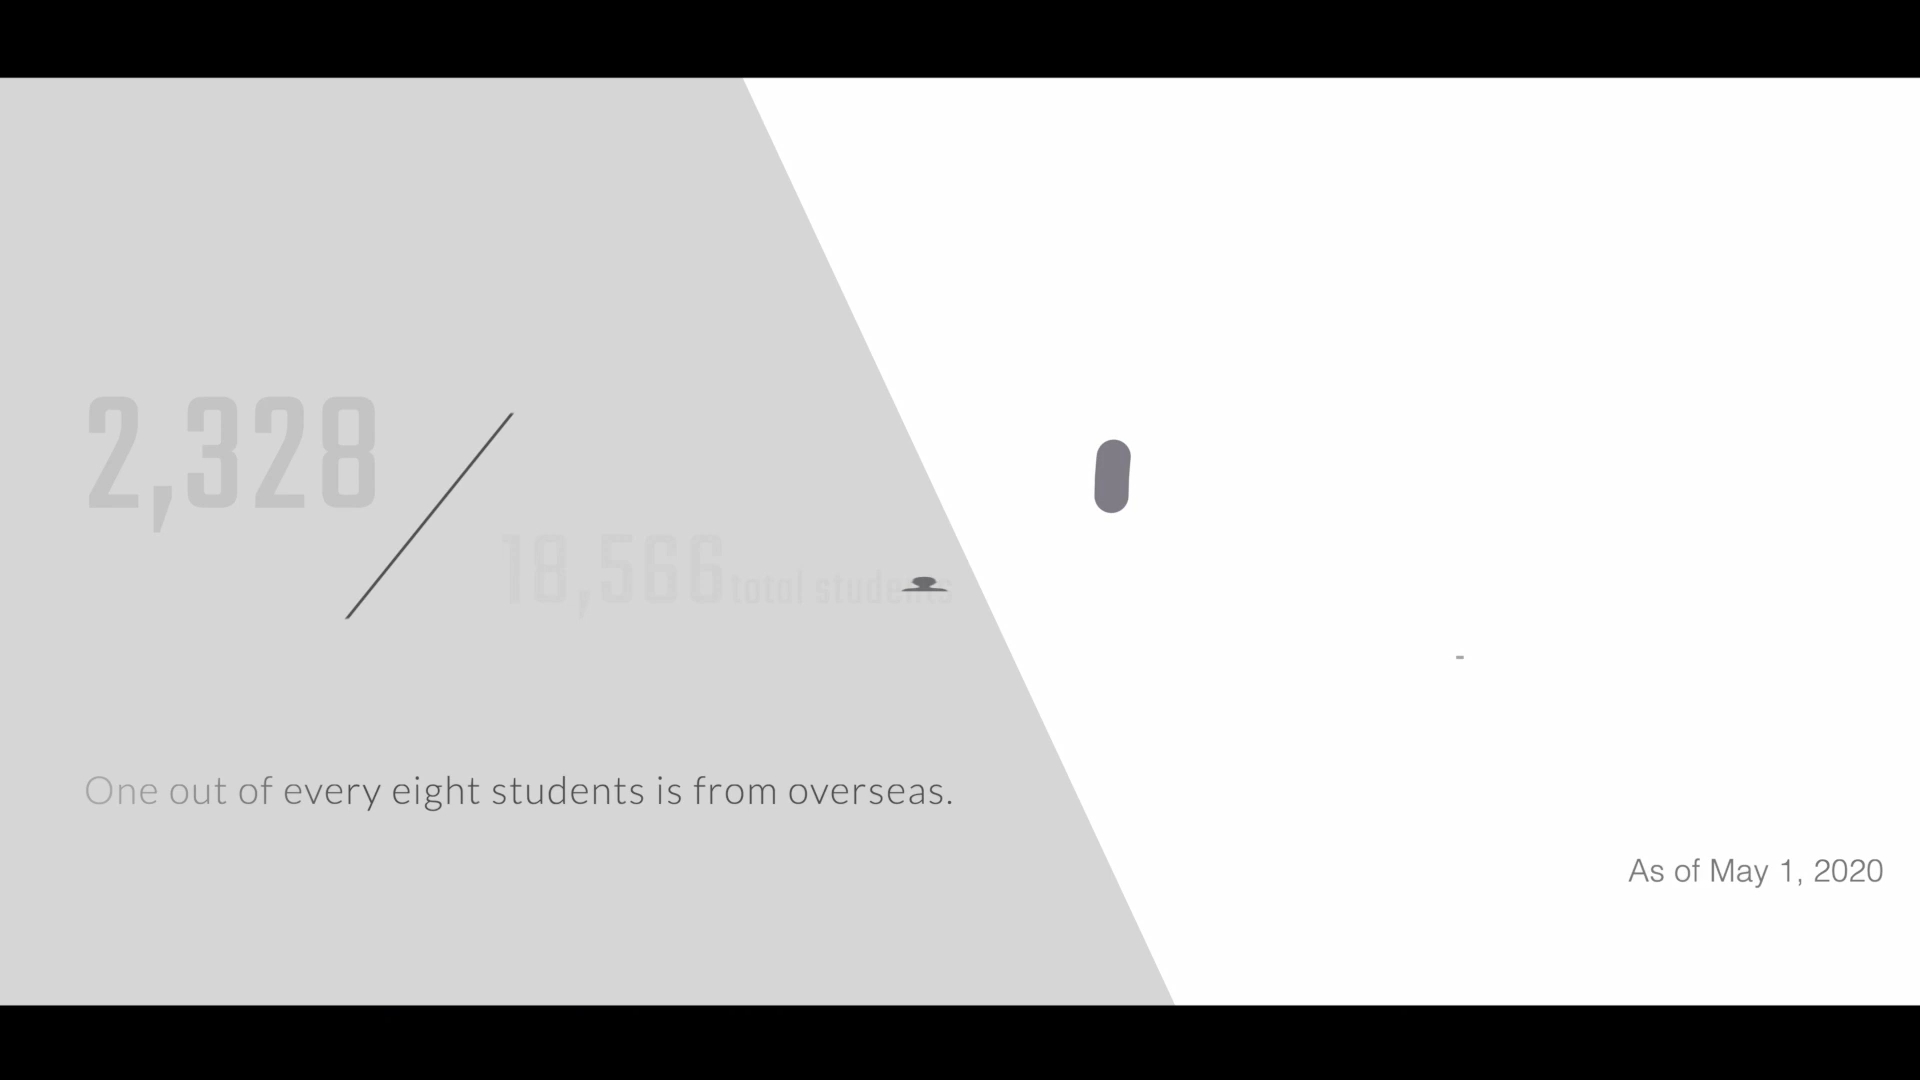 2,328
18,566 total students
One out of every eight students is from overseas.
As of May 1, 2020